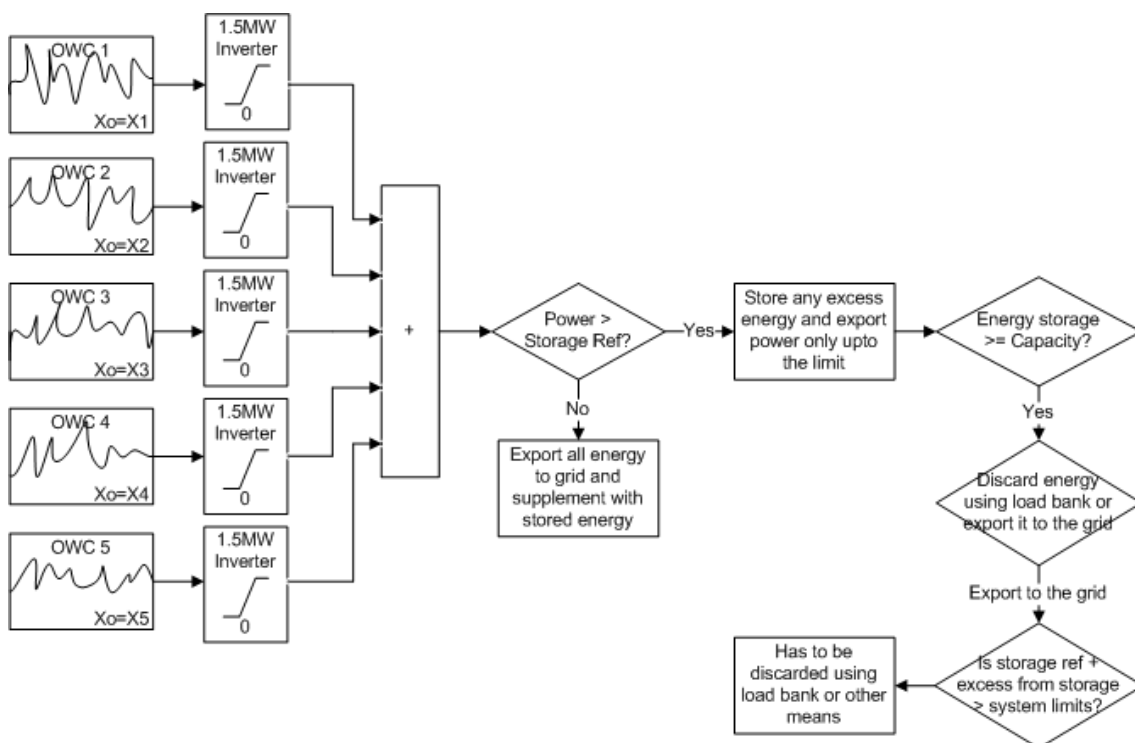 OWC 1
Xo=X1
1.5MW
Inverter
0
OWC 2
Xo=X2
1.5MW
Inverter
0
OWC 3
Xo=X3
1.5MW
Inverter
0
OWC 4
Xo=X4
1.5MW
Inverter
0
OWC 5
Xo=X5
1.5MW
Inverter
0
+
Power >
Storage Ref?
Yes
No
Export all energy
to grid and
supplement with
stored energy
Store any excess
energy and export
power only upto
the limit
Energy storage
>= Capacity?
Yes
Discard energy
using load bank or
export it to the grid
Export to the grid
Is storage ref +
excess from storage
> system limits?
Has to be
discarded using
load bank or other
means